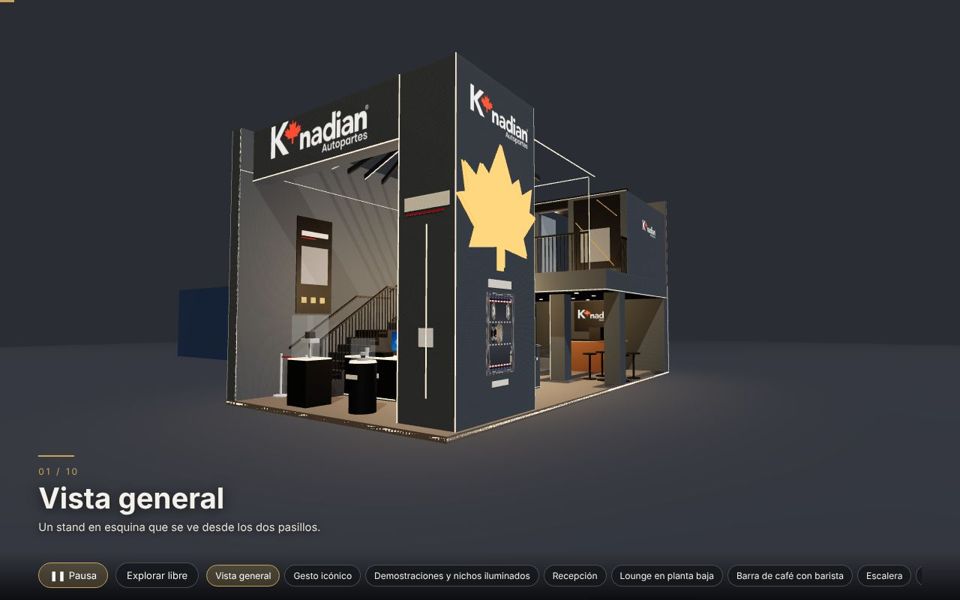 Knadian®
Autopartes
Knadian
Autopartes
Knadian
Knad
01 / 10
Vista general
Un stand en esquina que se ve desde los dos pasillos.
Pausa
Explorar libre
Vista general
Gesto icónico
Demostraciones y nichos iluminados
Recepción
Lounge en planta baja
Barra de café con barista
Escalera